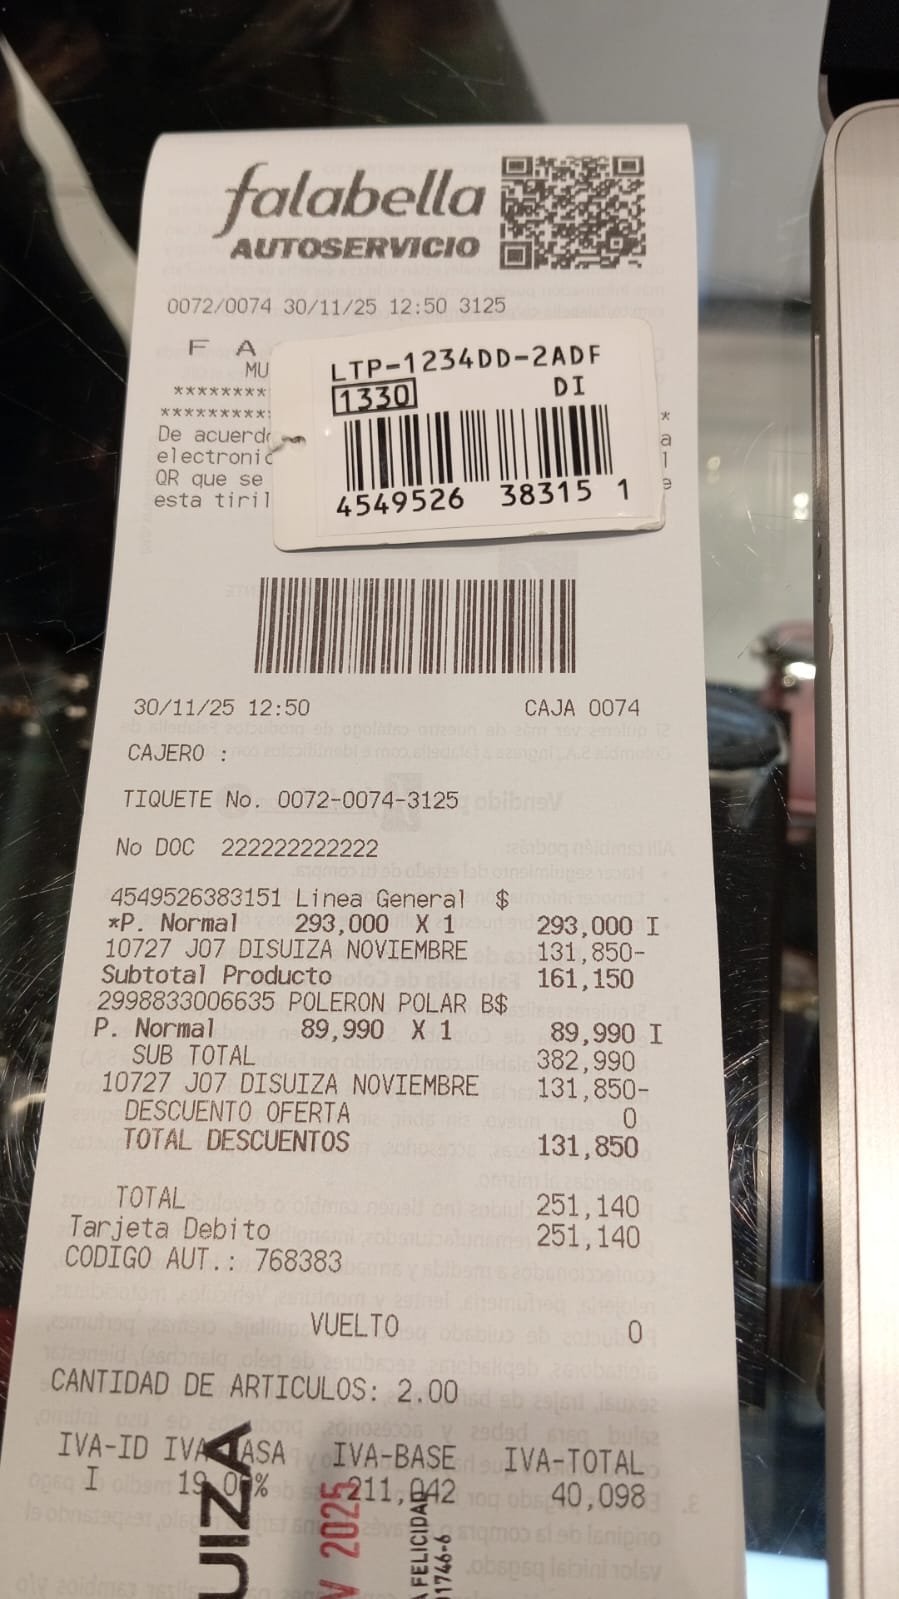 falabella
AUTOSERVICIO
0072/0074 30/11/25 12:50 3125
F A
MU
LTP-1234DD-2ADF
1330 DI
4549526 38315 1
*********
********* *
De acuerdo a
electronic l
QR que se e
esta tiril
30/11/25 12:50 CAJA 0074
CAJERO :
TIQUETE No. 0072-0074-3125
No DOC 222222222222
4549526383151 Linea General $
*P. Normal 293,000 X 1 293,000 I
10727 J07 DISUIZA NOVIEMBRE 131,850-
Subtotal Producto 161,150
2998833006635 POLERON POLAR B$
P. Normal 89,990 X 1 89,990 I
SUB TOTAL 382,990
10727 J07 DISUIZA NOVIEMBRE 131,850-
DESCUENTO OFERTA 0
TOTAL DESCUENTOS 131,850
TOTAL 251,140
Tarjeta Debito 251,140
CODIGO AUT.: 768383
VUELTO 0
CANTIDAD DE ARTICULOS: 2.00
IVA-ID IVA-TASA IVA-BASE IVA-TOTAL
I 19.00% 211,042 40,098
UIZA
V 2025
A FELICIDAD
01746-6